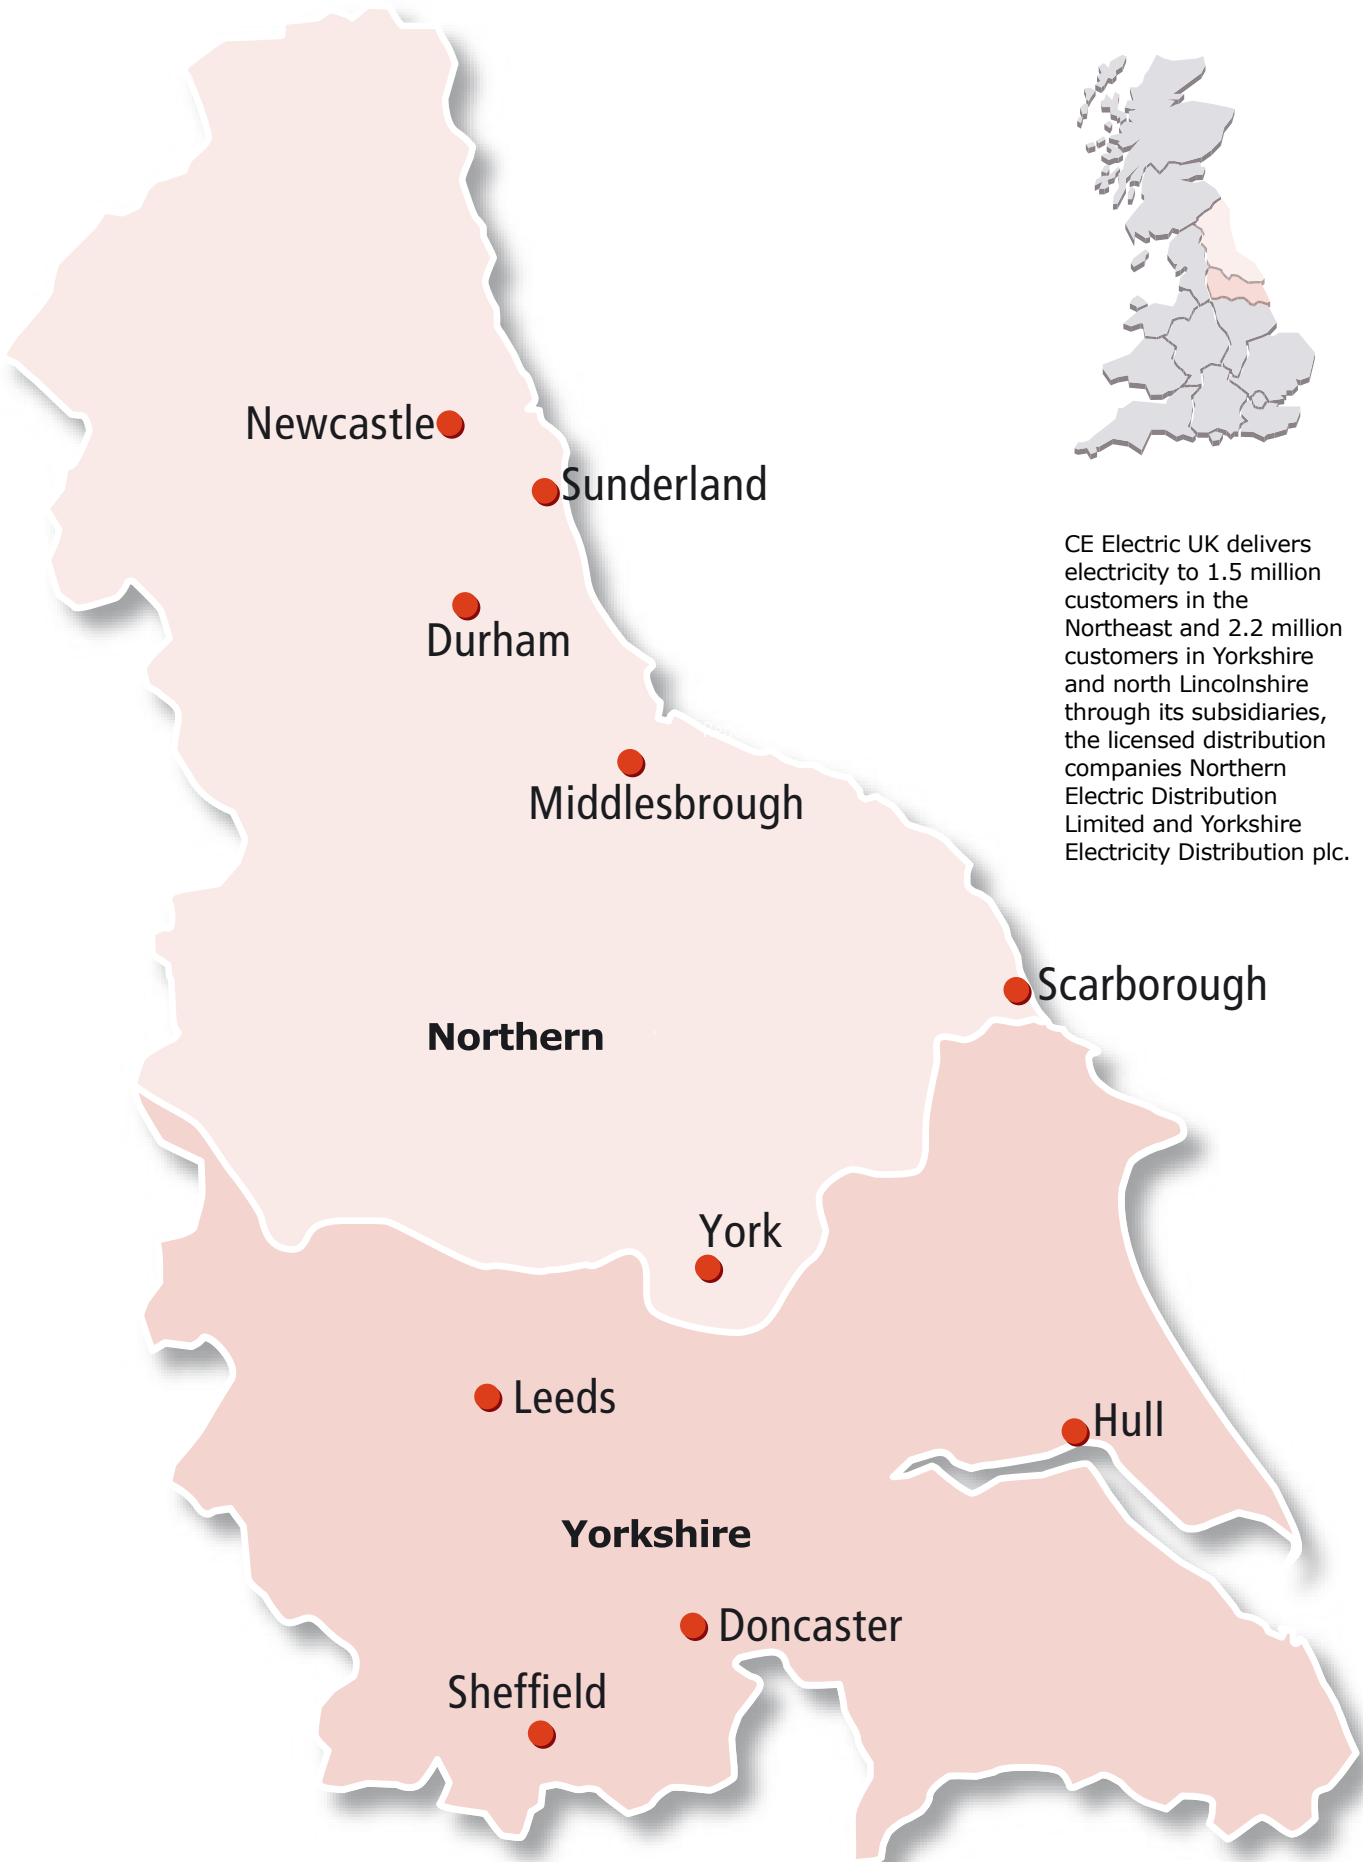 Newcastle
Sunderland
CE Electric UK delivers
electricity to 1.5 million
customers in the
Northeast and 2.2 million
customers in Yorkshire
and north Lincolnshire
through its subsidiaries,
the licensed distribution
companies Northern
Electric Distribution
Limited and Yorkshire
Electricity Distribution plc.
Durham
Middlesbrough
Scarborough
Northern
York
Leeds
Hull
Yorkshire
Doncaster
Sheffield